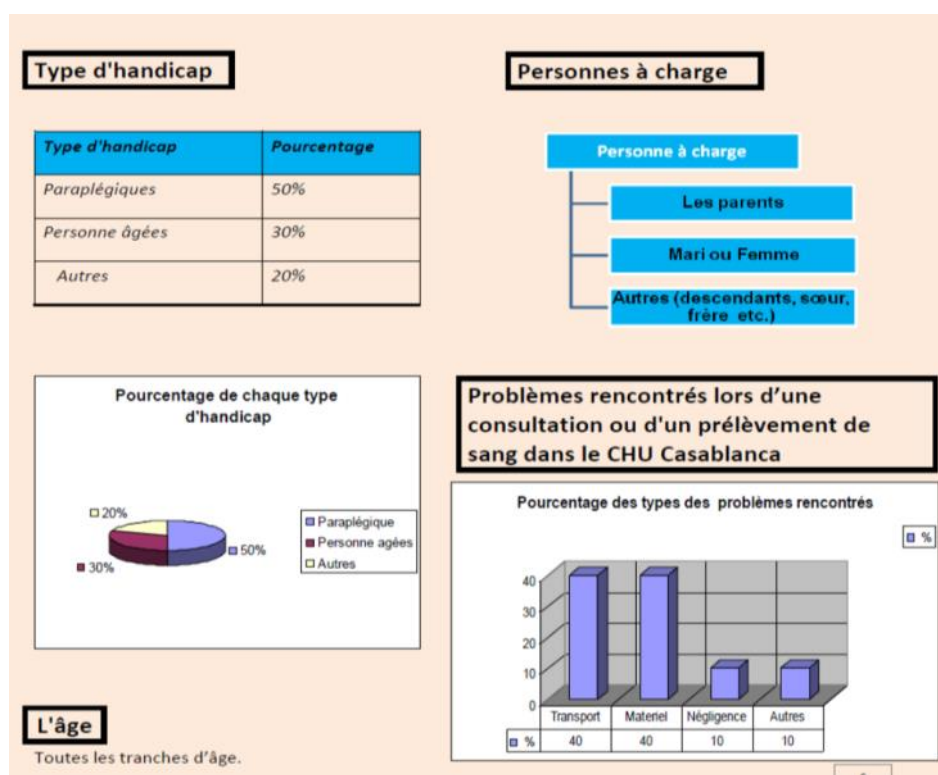 Type d'handicap
Type d'handicap Pourcentage
Paraplégiques 50%
Personne âgées 30%
Autres 20%
Pourcentage de chaque type
d'handicap
20%
50%
30%
Paraplégique
Personne agées
Autres
L'âge
Toutes les tranches d'âge.
Personnes à charge
Personne à charge
Les parents
Mari ou Femme
Autres (descendants, sœur,
frère etc.)
Problèmes rencontrés lors d’une
consultation ou d'un prélèvement de
sang dans le CHU Casablanca
Pourcentage des types des problèmes rencontrés
%
40
30
20
10
0
Transport Materiel Négligence Autres
% 40 40 10 10